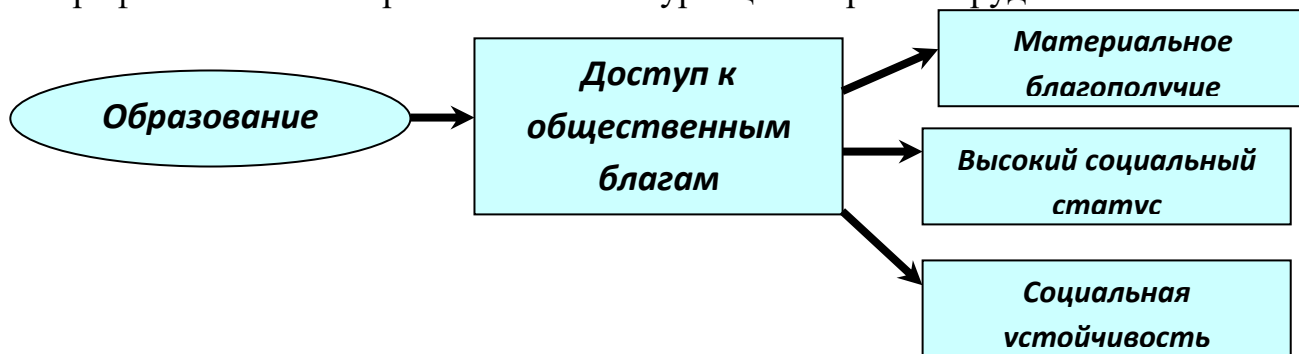 Образование
Доступ к
общественным
благам
Материальное
благополучие
Высокий социальный
статус
Социальная
устойчивость